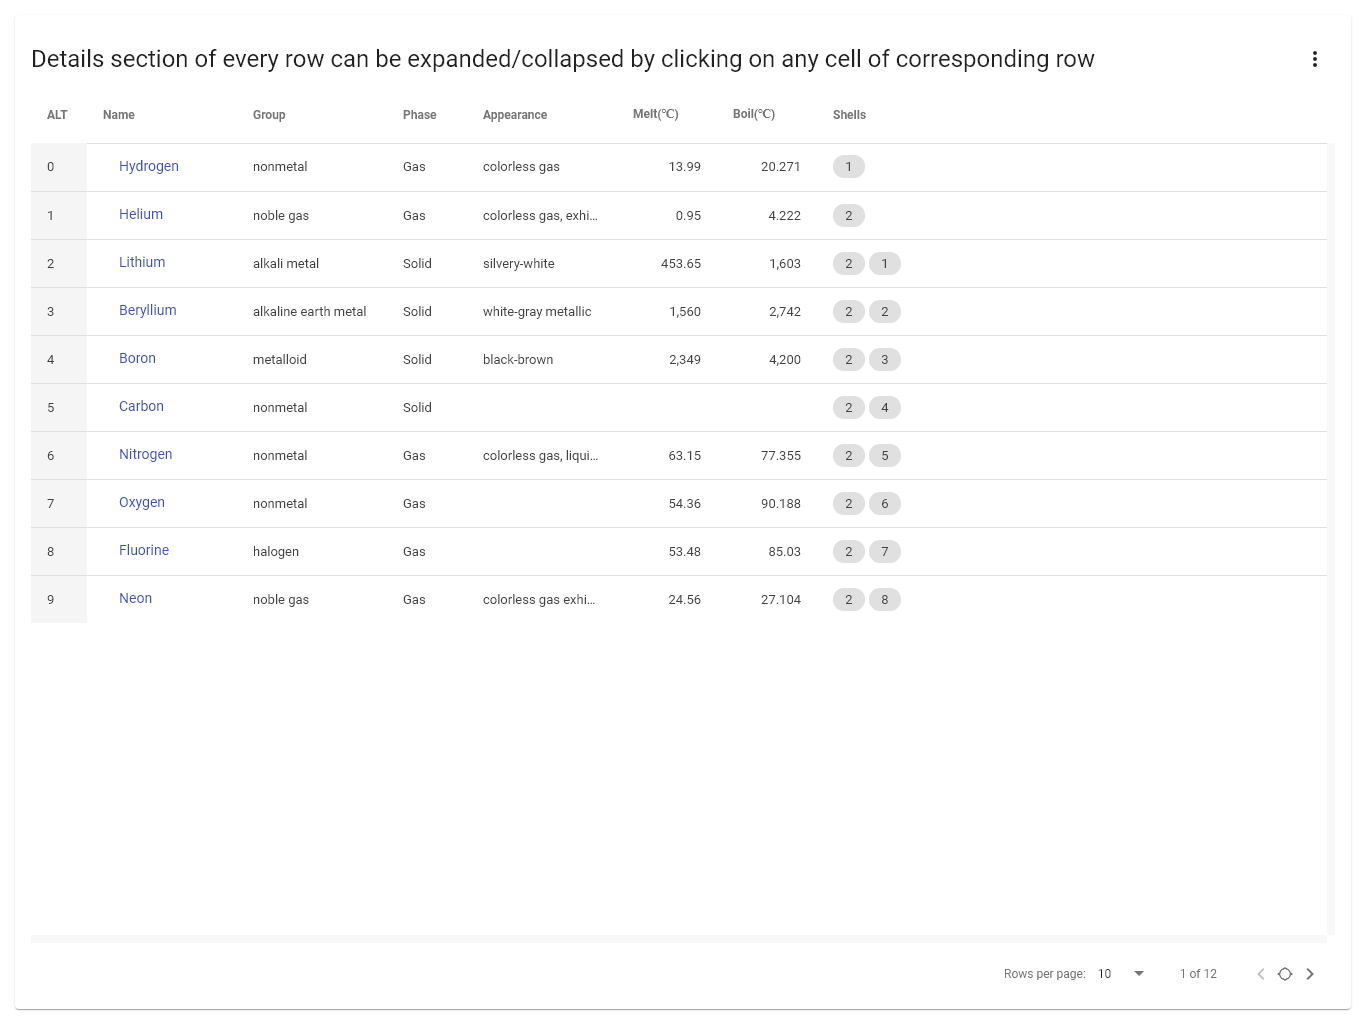 Details section of every row can be expanded/collapsed by clicking on any cell of corresponding row
ALT Name Group Phase Appearance Melt(℃) Boil(℃) Shells
0 Hydrogen nonmetal Gas colorless gas 13.99 20.271 1
1 Helium noble gas Gas colorless gas, exhi... 0.95 4.222 2
2 Lithium alkali metal Solid silvery-white 453.65 1,603 2 1
3 Beryllium alkaline earth metal Solid white-gray metallic 1,560 2,742 2 2
4 Boron metalloid Solid black-brown 2,349 4,200 2 3
5 Carbon nonmetal Solid 2 4
6 Nitrogen nonmetal Gas colorless gas, liqui... 63.15 77.355 2 5
7 Oxygen nonmetal Gas 54.36 90.188 2 6
8 Fluorine halogen Gas 53.48 85.03 2 7
9 Neon noble gas Gas colorless gas exhi... 24.56 27.104 2 8
Rows per page: 10 1 of 12